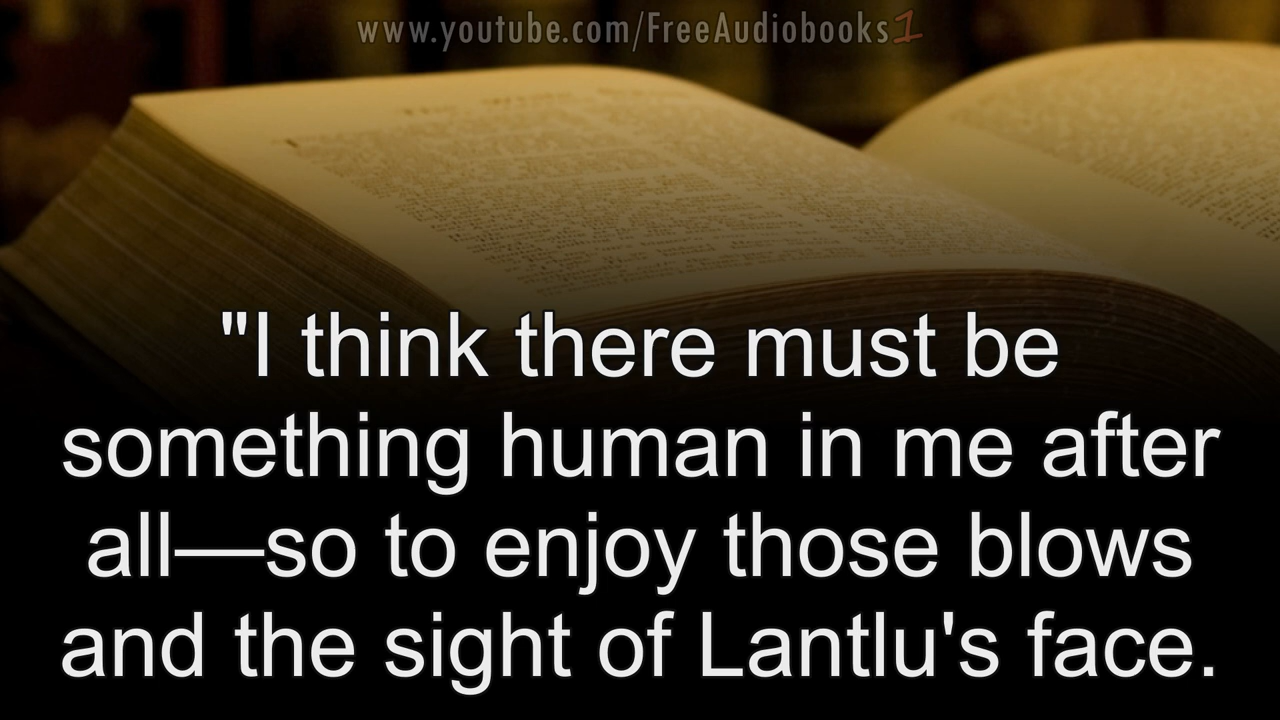 www.youtube.com/FreeAudiobooks1
"I think there must be
something human in me after
all—so to enjoy those blows
and the sight of Lantlu's face.